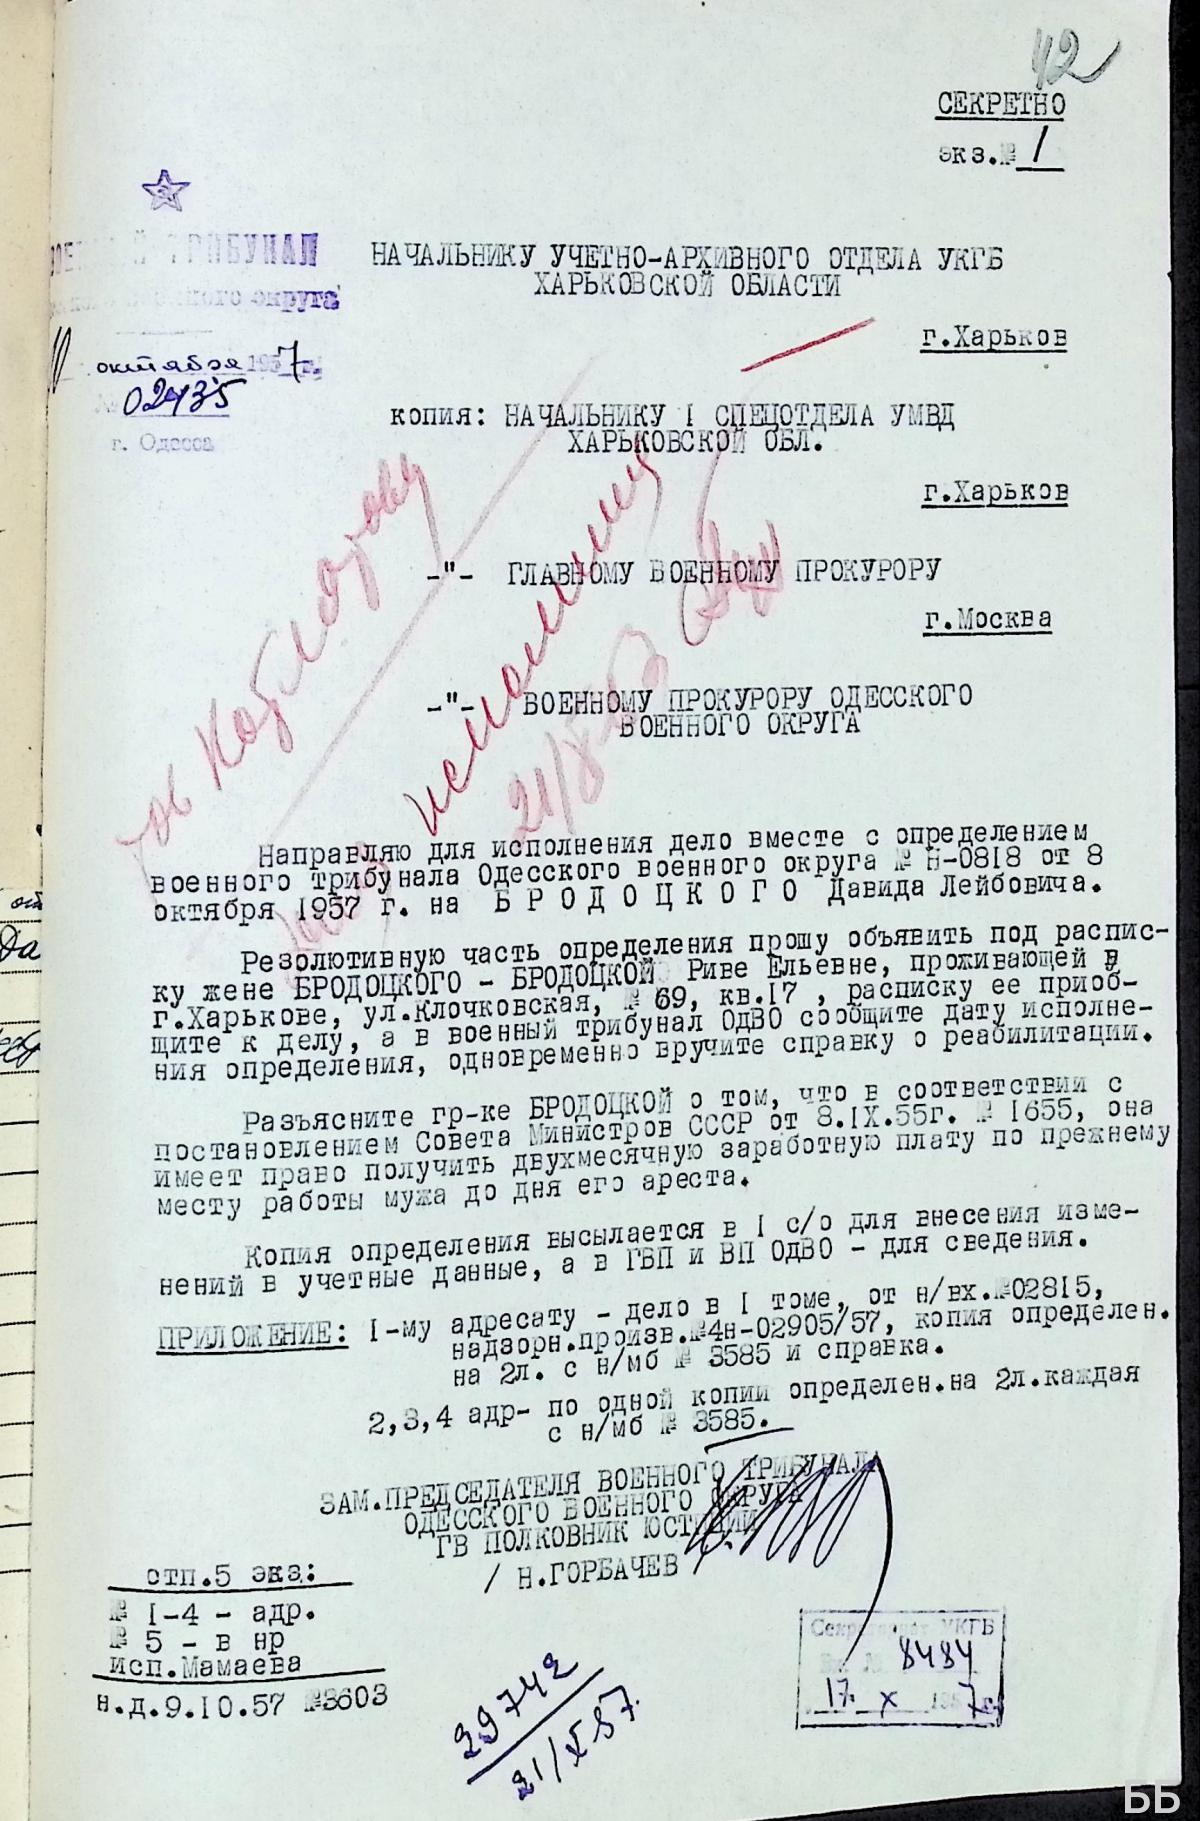 42
СЕКРЕТНО
экз.№ 1
ТРИБУНАЛ
округа
октября 1957 г.
№ 02435
г. Одесса
НАЧАЛЬНИКУ УЧЕТНО-АРХИВНОГО ОТДЕЛА УКГБ
ХАРЬКОВСКОЙ ОБЛАСТИ
г.Харьков
копия: НАЧАЛЬНИКУ I СПЕЦОТДЕЛА УМВД
ХАРЬКОВСКОЙ ОБЛ.
г.Харьков
-"- ГЛАВНОМУ ВОЕННОМУ ПРОКУРОРУ
г.Москва
-"- ВОЕННОМУ ПРОКУРОРУ ОДЕССКОГО
ВОЕННОГО ОКРУГА
Направляю для исполнения дело вместе с определением
военного трибунала Одесского военного округа № Н-0818 от 8
октября 1957 г. на Б Р О Д О Ц К О Г О Давида Лейбовича.
Резолютивную часть определения прошу объявить под распис-
ку жене БРОДОЦКОГО - БРОДОЦКОЙ Риве Ельевне, проживающей в
г.Харькове, ул.Клочковская, № 69, кв.17 , расписку ее приоб-
щите к делу, а в военный трибунал ОдВО сообщите дату исполне-
ния определения, одновременно вручите справку о реабилитации.
Разъясните гр-ке БРОДОЦКОЙ о том, что в соответствии с
постановлением Совета Министров СССР от 8.IX.55г. № 1655, она
имеет право получить двухмесячную заработную плату по прежнему
месту работы мужа до дня его ареста.
Копия определения высылается в I с/о для внесения изме-
нений в учетные данные, а в ГВП и ВП ОдВО - для сведения.
ПРИЛОЖЕНИЕ: I-му адресату - дело в I томе, от н/вх.№02815,
надзорн.произв.№4н-02905/57, копия определен.
на 2л. с н/мб № 3585 и справка.
2,3,4 адр- по одной копии определен.на 2л.каждая
с н/мб № 3585.
ЗАМ.ПРЕДСЕДАТЕЛЯ ВОЕННОГО ТРИБУНАЛА
ОДЕССКОГО ВОЕННОГО ОКРУГА
ГВ ПОЛКОВНИК ЮСТИЦИИ
/ Н.ГОРБАЧЕВ
отп.5 экз:
№ I-4 - адр.
№ 5 - в нр
исп.Мамаева
н.д.9.10.57 №3603
Секретариат УКГБ
Вх № 8484
17. X 1957 г.
39742
21/X 57.
ББ